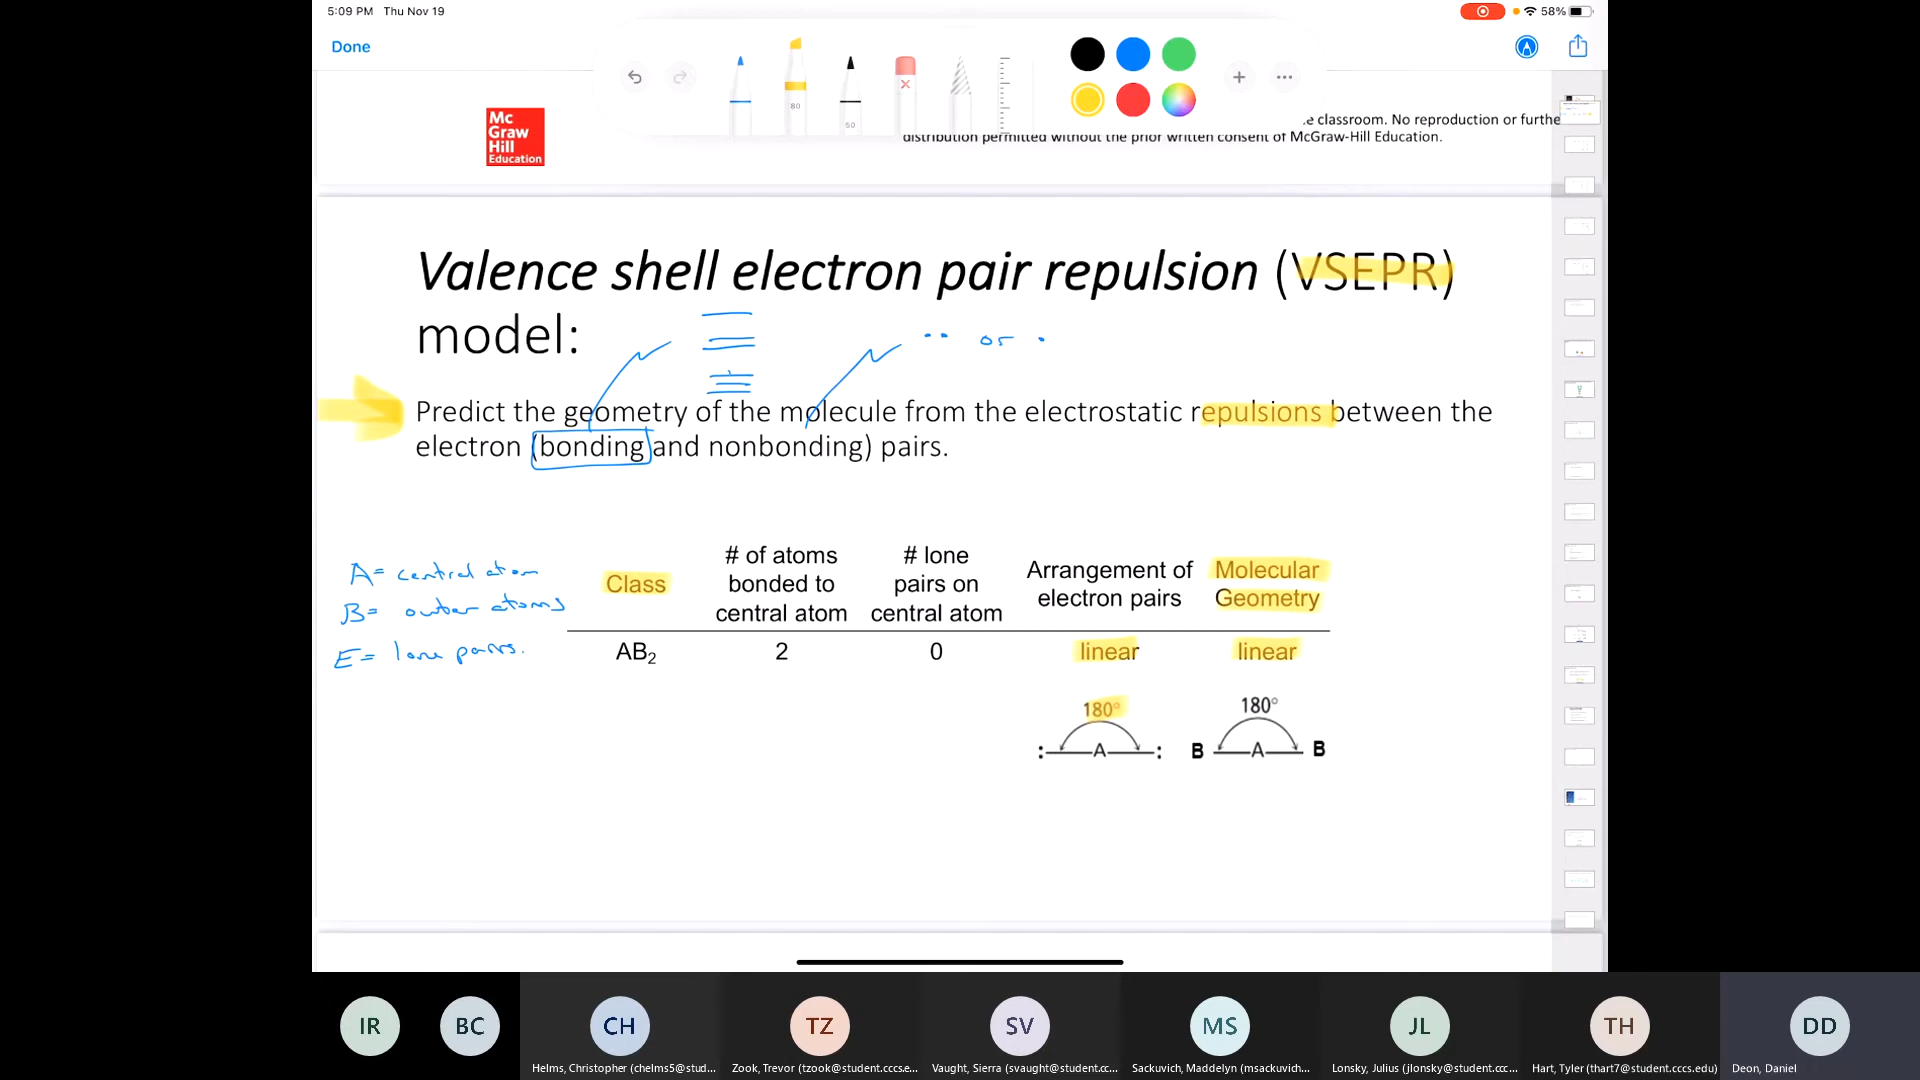 5:09 PM Thu Nov 19
58%
Done
80
50
Mc
Graw
Hill
Education
e classroom. No reproduction or furthe
distribution permitted without the prior written consent of McGraw-Hill Education.
Valence shell electron pair repulsion (VSEPR)
model:
or
Predict the geometry of the molecule from the electrostatic repulsions between the
electron (bonding and nonbonding) pairs.
A= central atom
B= outer atoms
E= lone pairs.
Class # of atoms bonded to central atom # lone pairs on central atom Arrangement of electron pairs Molecular Geometry
AB₂ 2 0 linear linear
180° 180°
:—A—: B —A— B
IR BC CH TZ SV MS JL TH DD
Helms, Christopher (chelms5@stud... Zook, Trevor (tzook@student.cccs.e... Vaught, Sierra (svaught@student.cc... Sackuvich, Maddelyn (msackuvich... Lonsky, Julius (jlonsky@student.ccc... Hart, Tyler (thart7@student.cccs.edu) Deon, Daniel